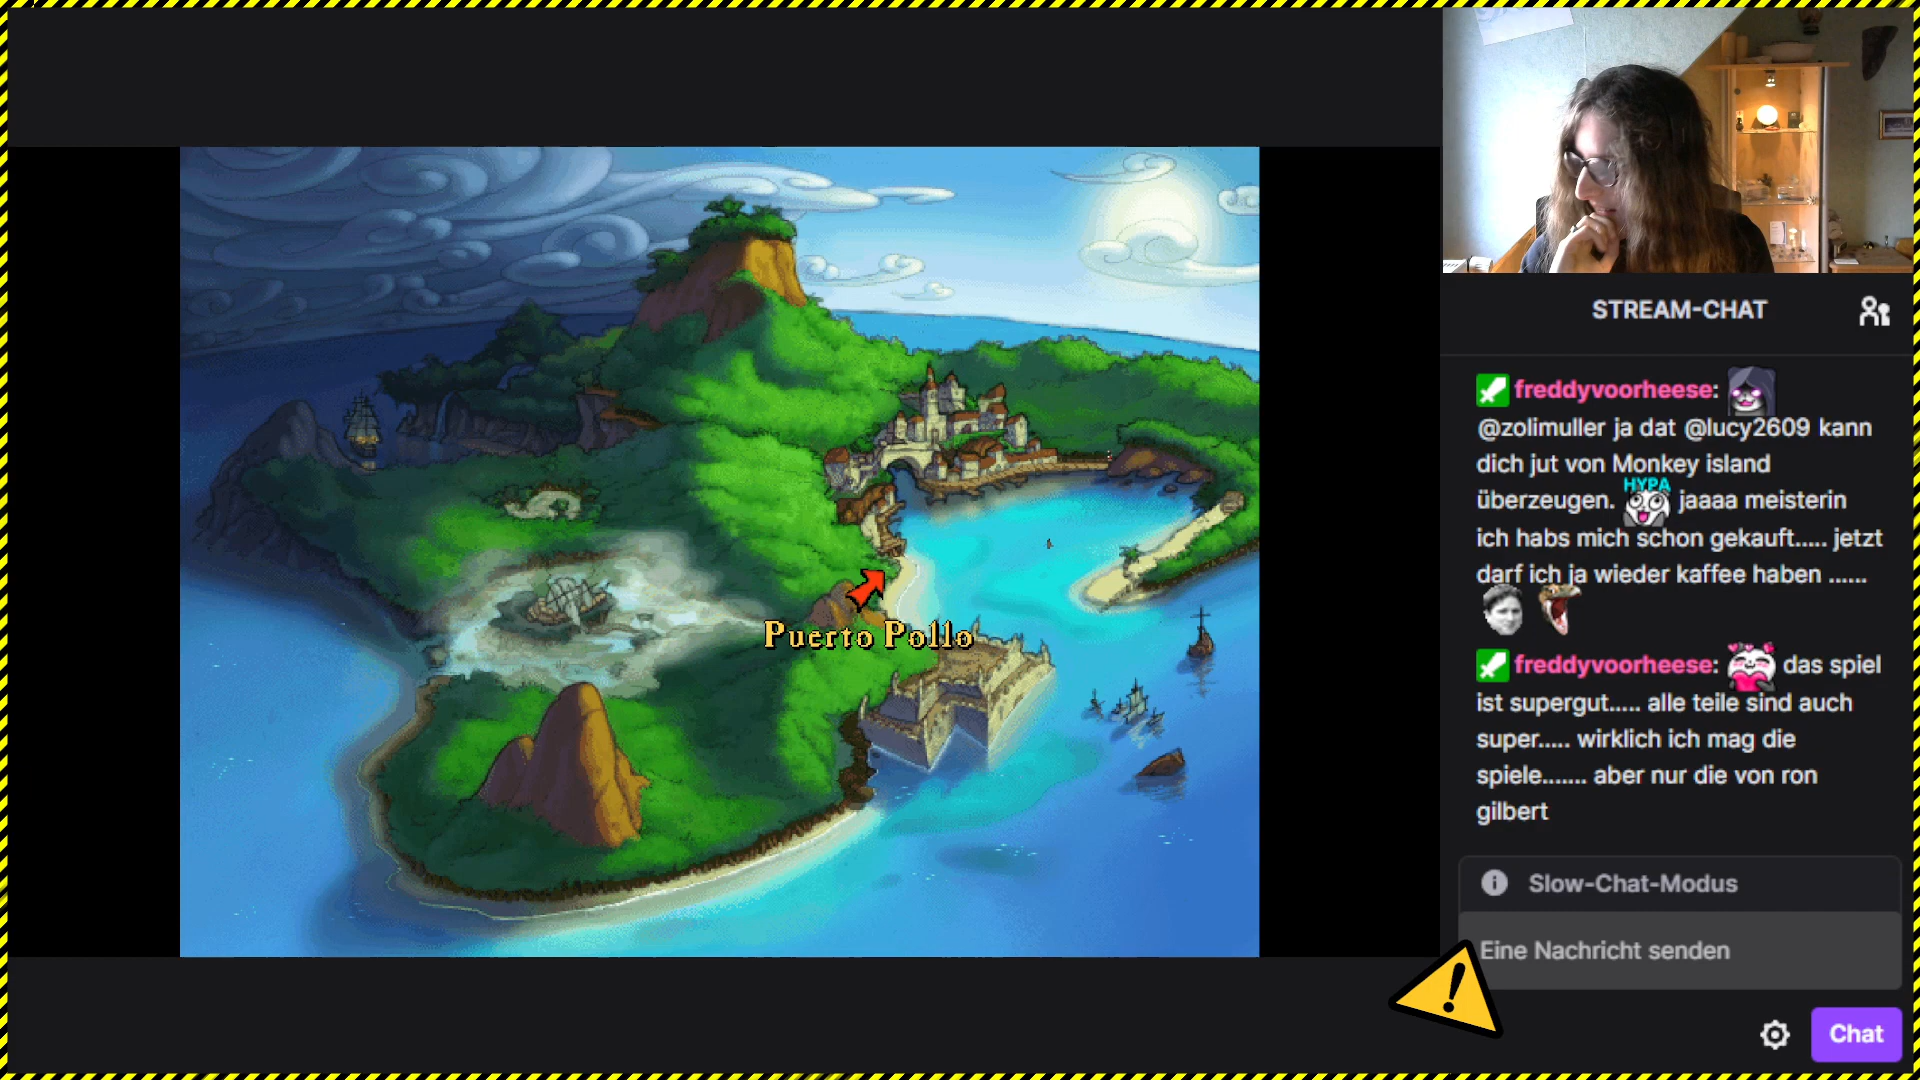 Puerto Pollo
STREAM-CHAT
freddyvoorheese:
@zolimuller ja dat @lucy2609 kann
dich jut von Monkey island
überzeugen. HYPA jaaaa meisterin
ich habs mich schon gekauft..... jetzt
darf ich ja wieder kaffee haben ......
freddyvoorheese: das spiel
ist supergut..... alle teile sind auch
super..... wirklich ich mag die
spiele....... aber nur die von ron
gilbert
Slow-Chat-Modus
Eine Nachricht senden
Chat